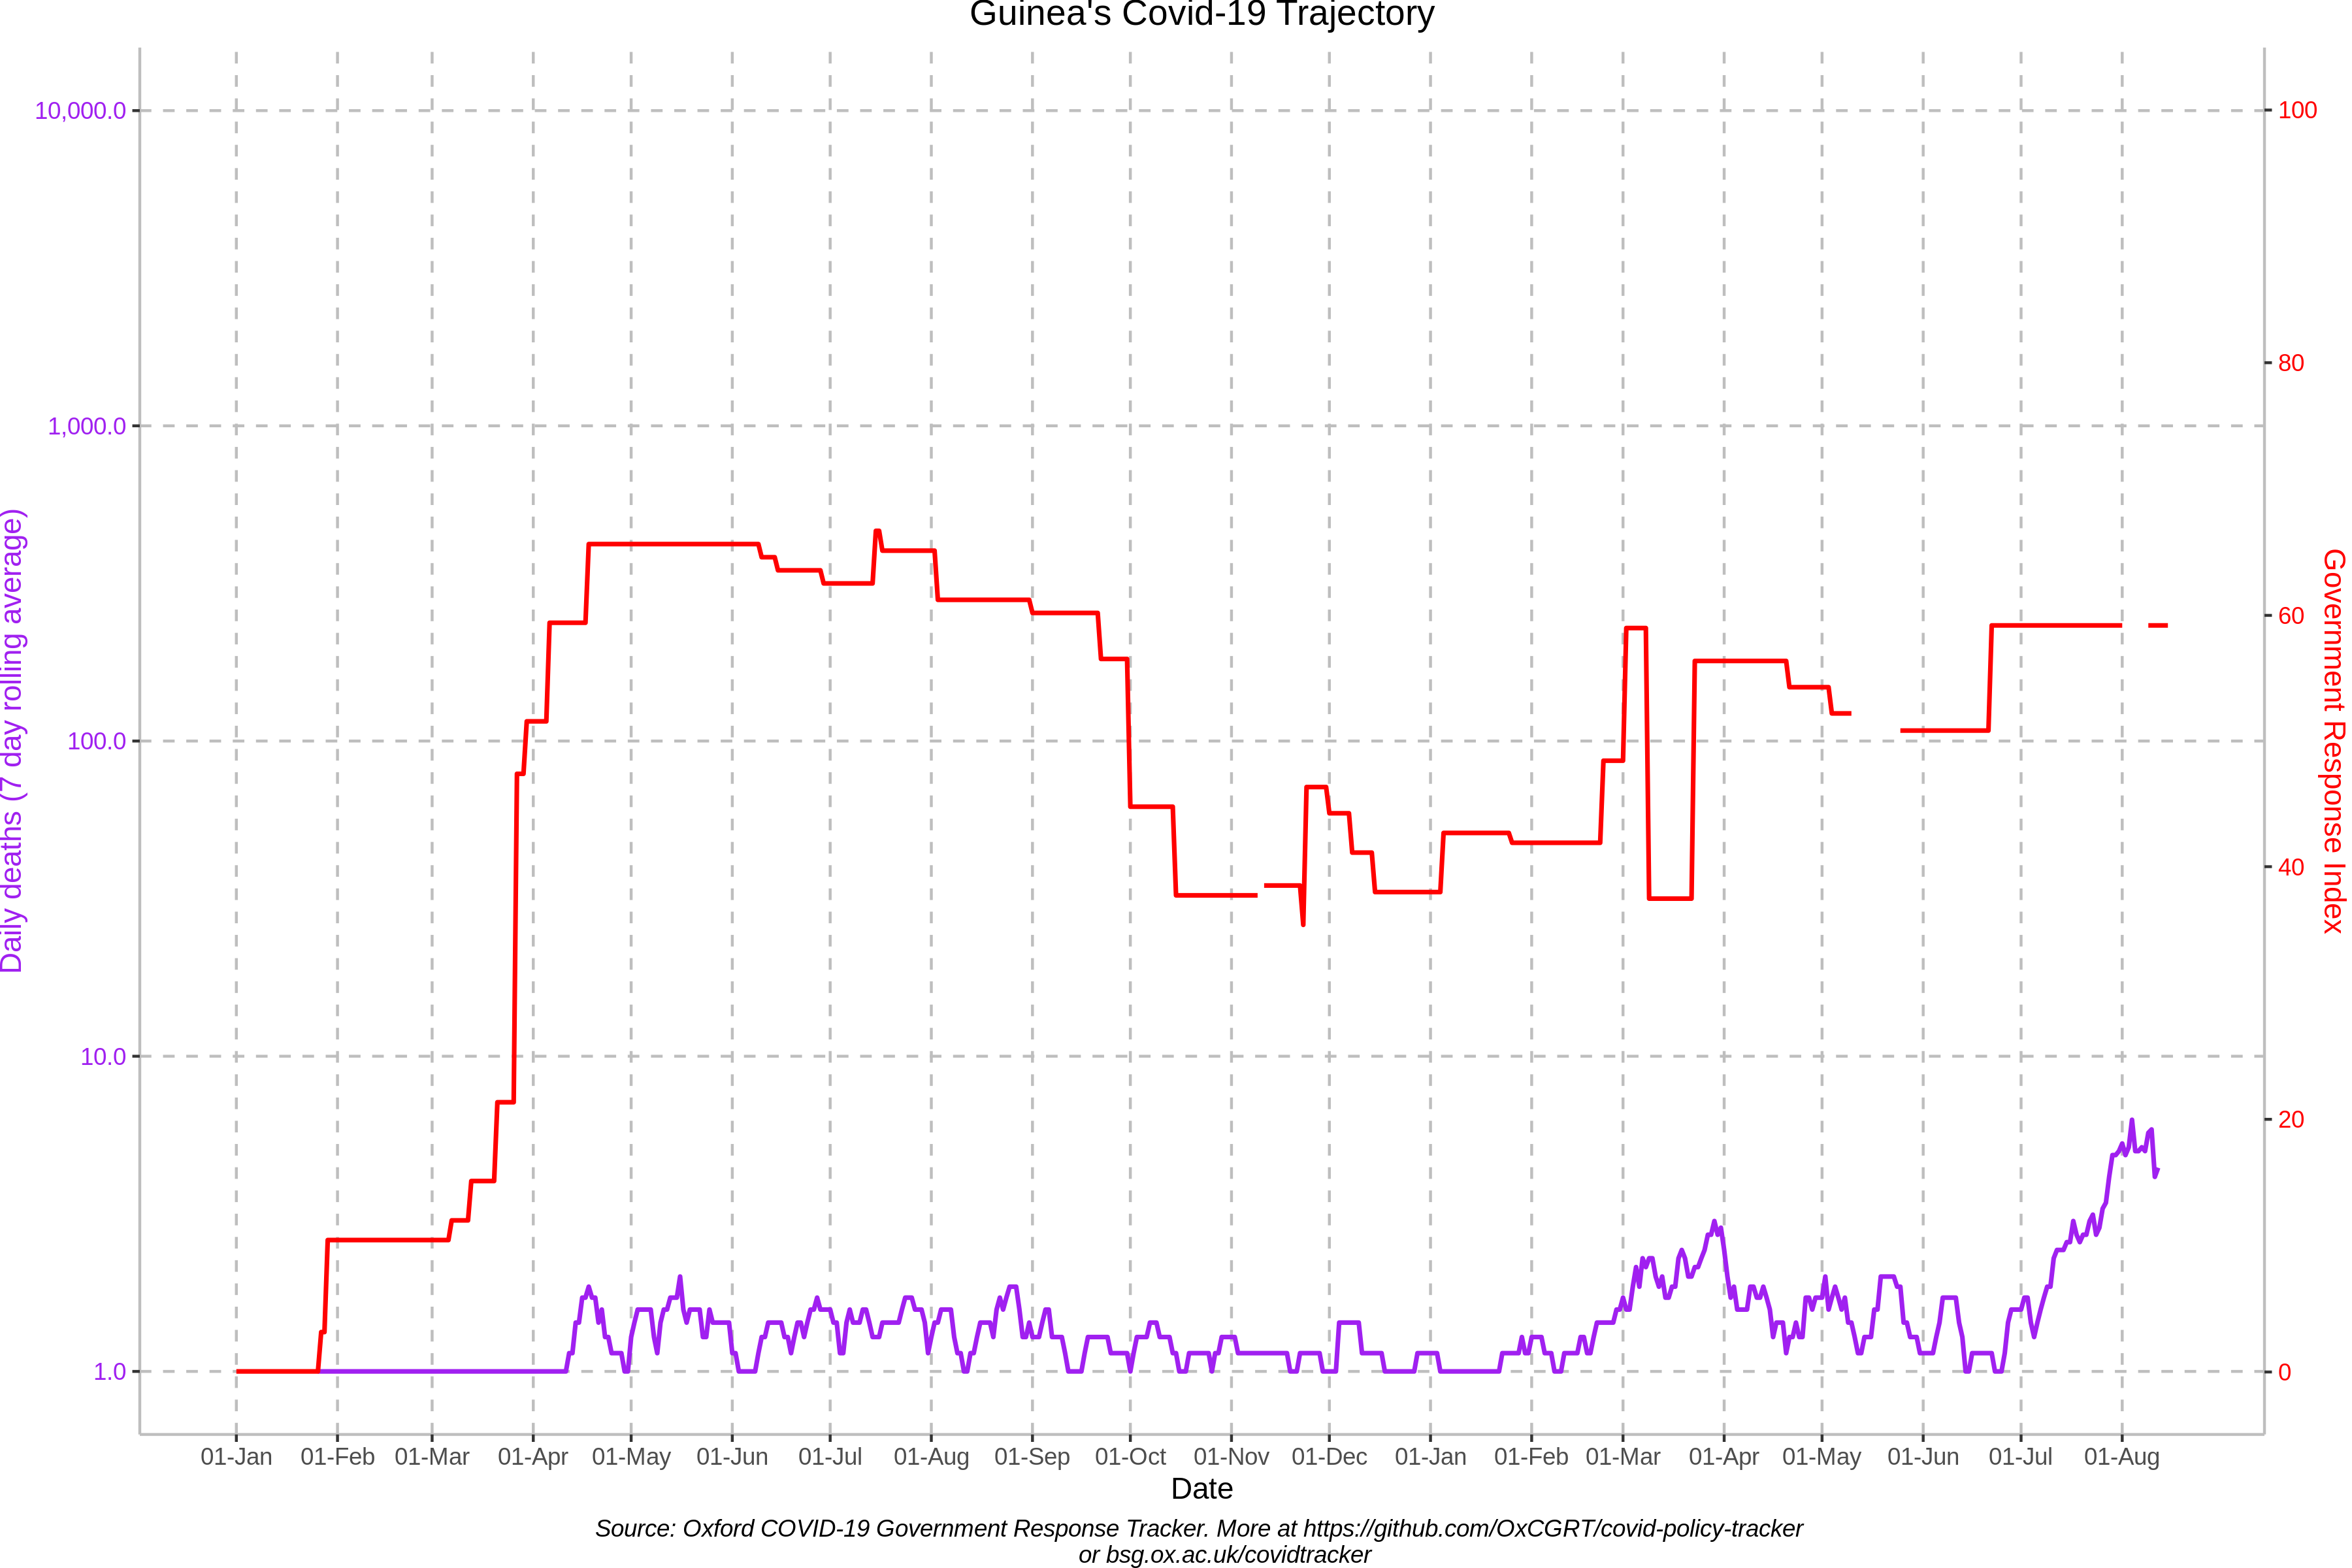 Guinea's Covid-19 Trajectory
10,000.0
1,000.0
100.0
10.0
1.0
Daily deaths (7 day rolling average)
100
80
60
40
20
0
Government Response Index
01-Jan 01-Feb 01-Mar 01-Apr 01-May 01-Jun 01-Jul 01-Aug 01-Sep 01-Oct 01-Nov 01-Dec 01-Jan 01-Feb 01-Mar 01-Apr 01-May 01-Jun 01-Jul 01-Aug
Date
Source: Oxford COVID-19 Government Response Tracker. More at https://github.com/OxCGRT/covid-policy-tracker
or bsg.ox.ac.uk/covidtracker